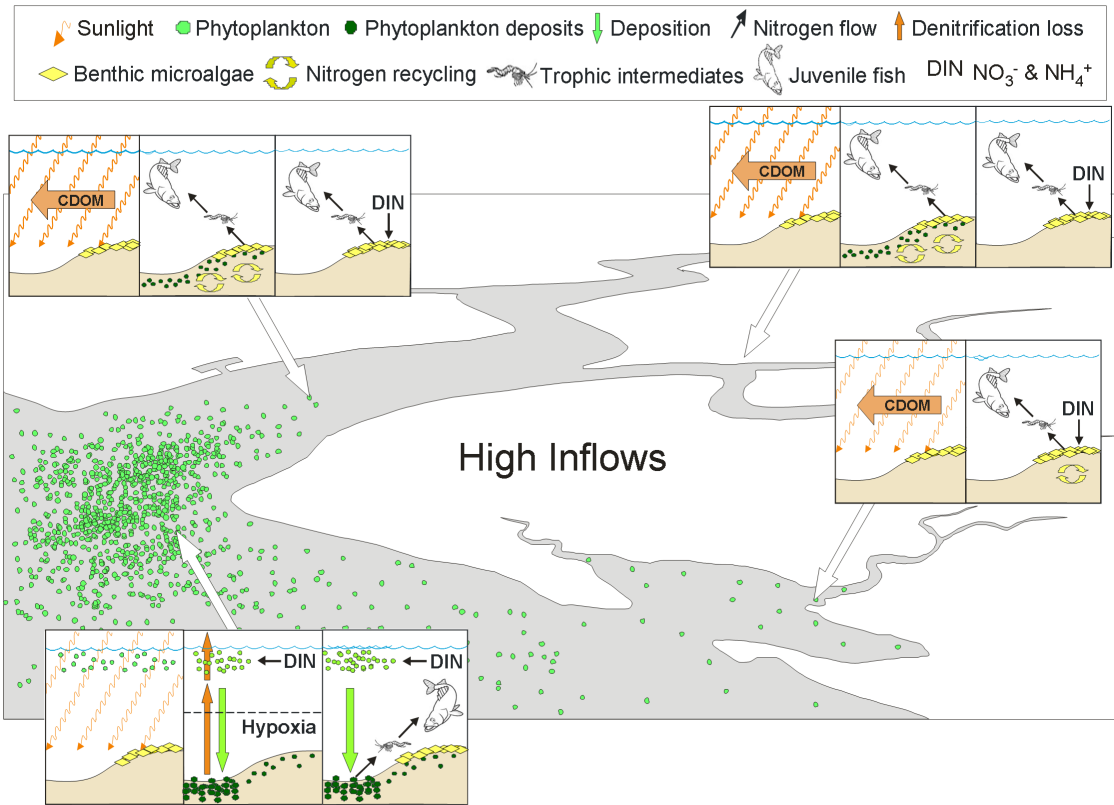 Sunlight Phytoplankton Phytoplankton deposits Deposition Nitrogen flow Denitrification loss
Benthic microalgae Nitrogen recycling Trophic intermediates Juvenile fish DIN NO₃⁻ & NH₄⁺
CDOM
DIN
CDOM
DIN
CDOM
DIN
High Inflows
DIN
DIN
Hypoxia